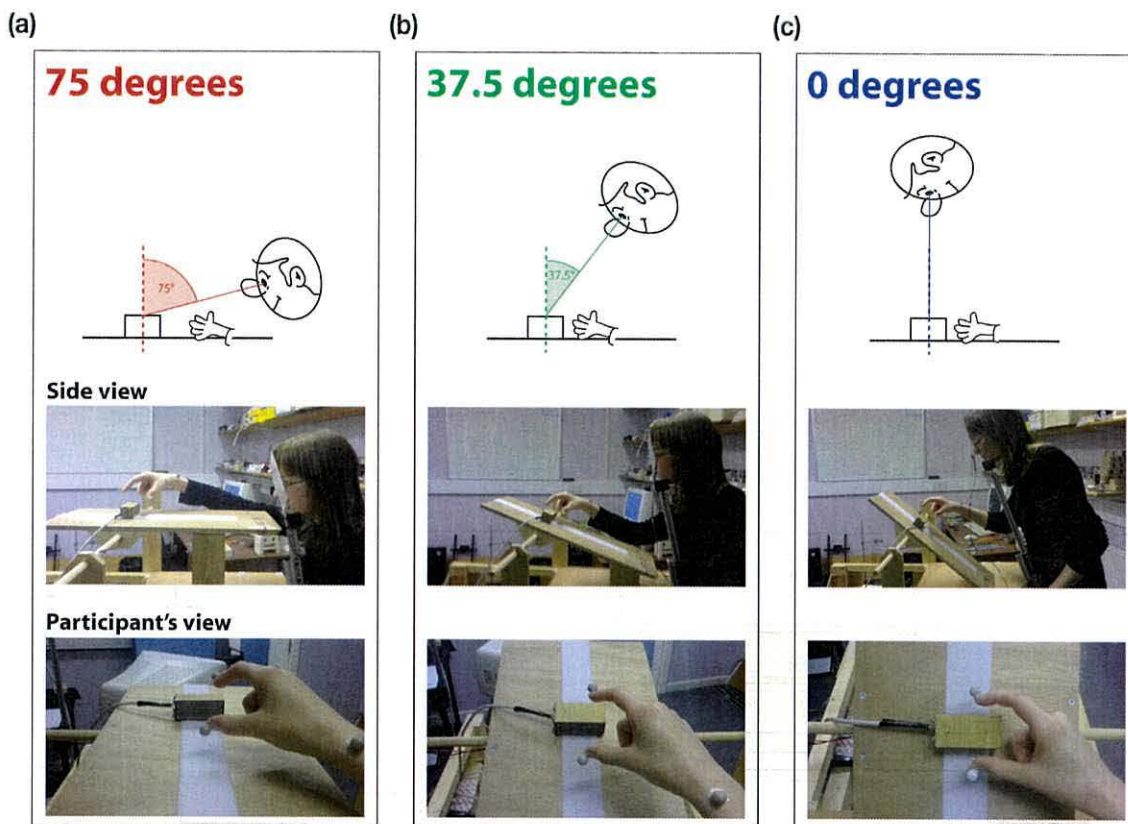 (a)
75 degrees
75°
Side view
Participant's view
(b)
37.5 degrees
37.5°
(c)
0 degrees